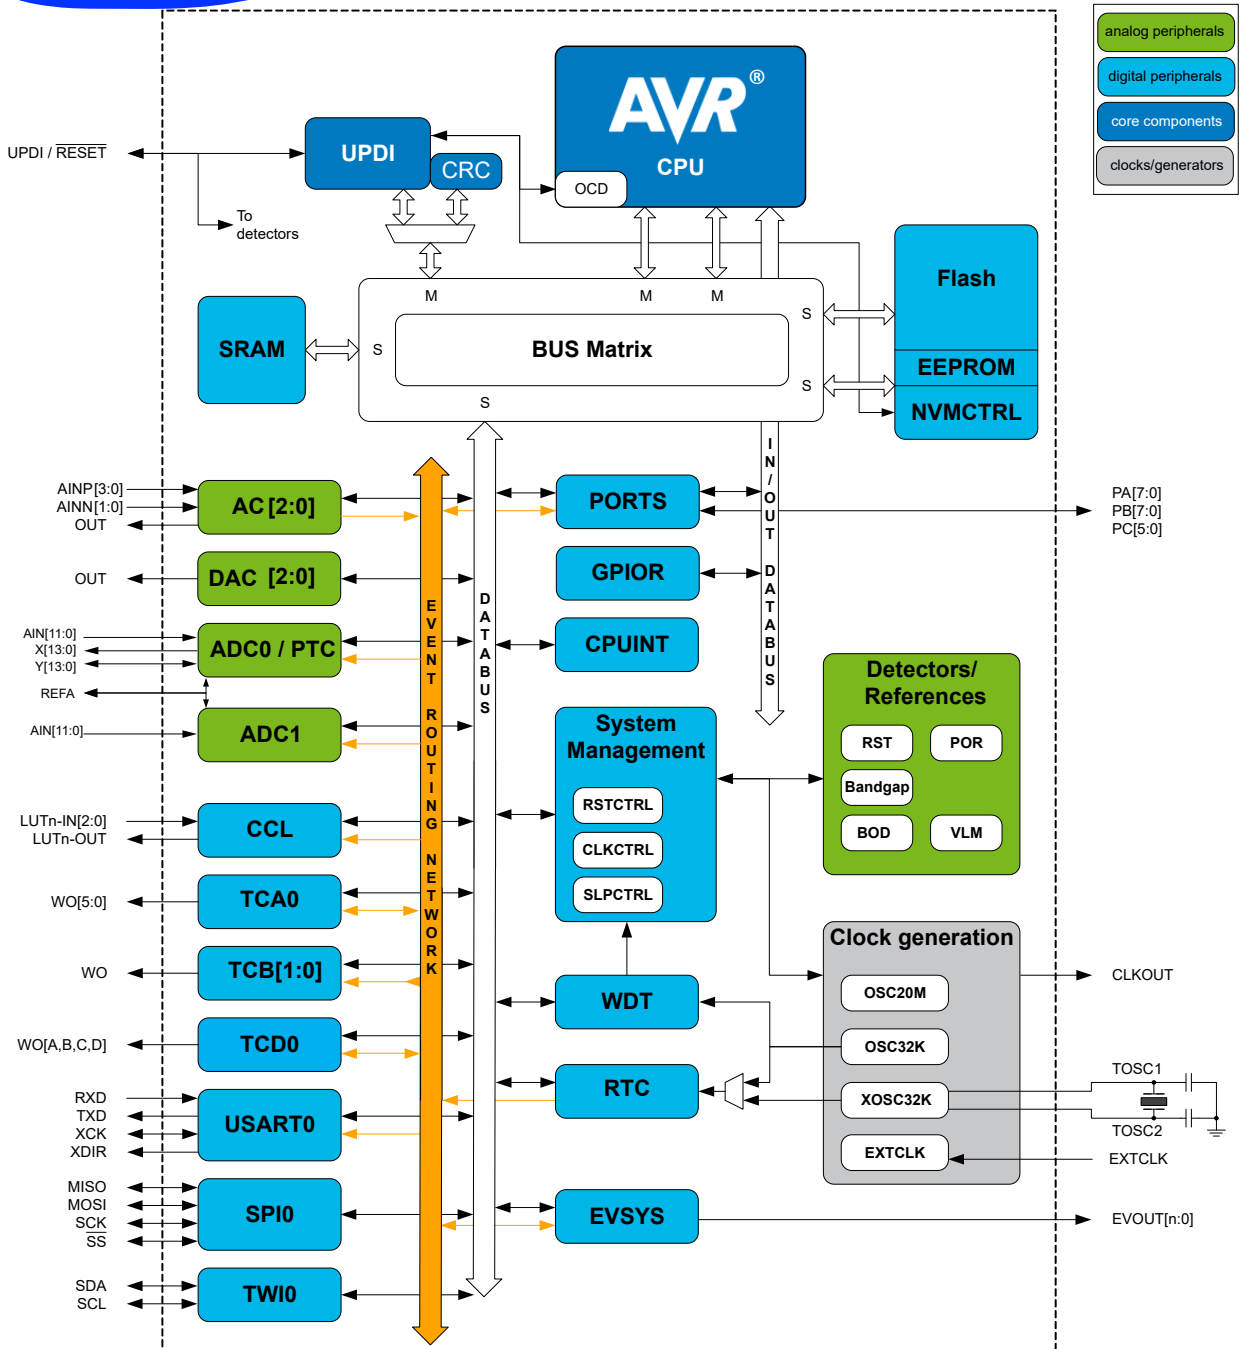 analog peripherals
digital peripherals
core components
clocks/generators
AVR®
CPU
OCD
UPDI
CRC
UPDI / RESET
To
detectors
Flash
EEPROM
NVMCTRL
M
M
M
SRAM
S
BUS Matrix
S
S
S
AINP[3:0]
AINN[1:0]
OUT
AC [2:0]
OUT
DAC [2:0]
AIN[11:0]
X[13:0]
Y[13:0]
ADC0 / PTC
REFA
AIN[11:0]
ADC1
LUTn-IN[2:0]
LUTn-OUT
CCL
WO[5:0]
TCA0
WO
TCB[1:0]
WO[A,B,C,D]
TCD0
RXD
TXD
XCK
XDIR
USART0
MISO
MOSI
SCK
SS
SPI0
SDA
SCL
TWI0
EVENT ROUTING NETWORK
DATABUS
IN/OUT DATABUS
PORTS
PA[7:0]
PB[7:0]
PC[5:0]
GPIOR
CPUINT
System
Management
RSTCTRL
CLKCTRL
SLPCTRL
WDT
RTC
EVSYS
EVOUT[n:0]
Detectors/
References
RST
POR
Bandgap
BOD
VLM
Clock generation
OSC20M
OSC32K
XOSC32K
EXTCLK
CLKOUT
TOSC1
TOSC2
EXTCLK